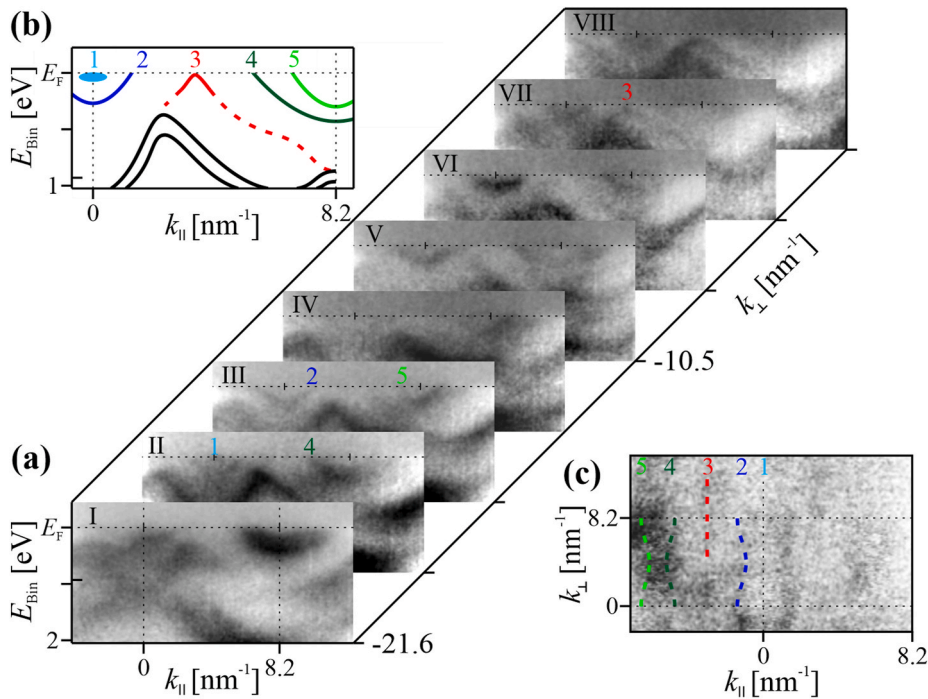 (b)
1 2 3 4 5
E_F
E_Bin [eV]
1
0 8.2
k_|| [nm⁻¹]
VIII
VII 3
VI
V
IV
III 2 5
II 1 4
(a)
I
E_F
E_Bin [eV]
2
0 8.2
k_|| [nm⁻¹]
-21.6
-10.5
k_⊥ [nm⁻¹]
(c)
5 4 3 2 1
8.2
0
k_⊥ [nm⁻¹]
0 8.2
k_|| [nm⁻¹]